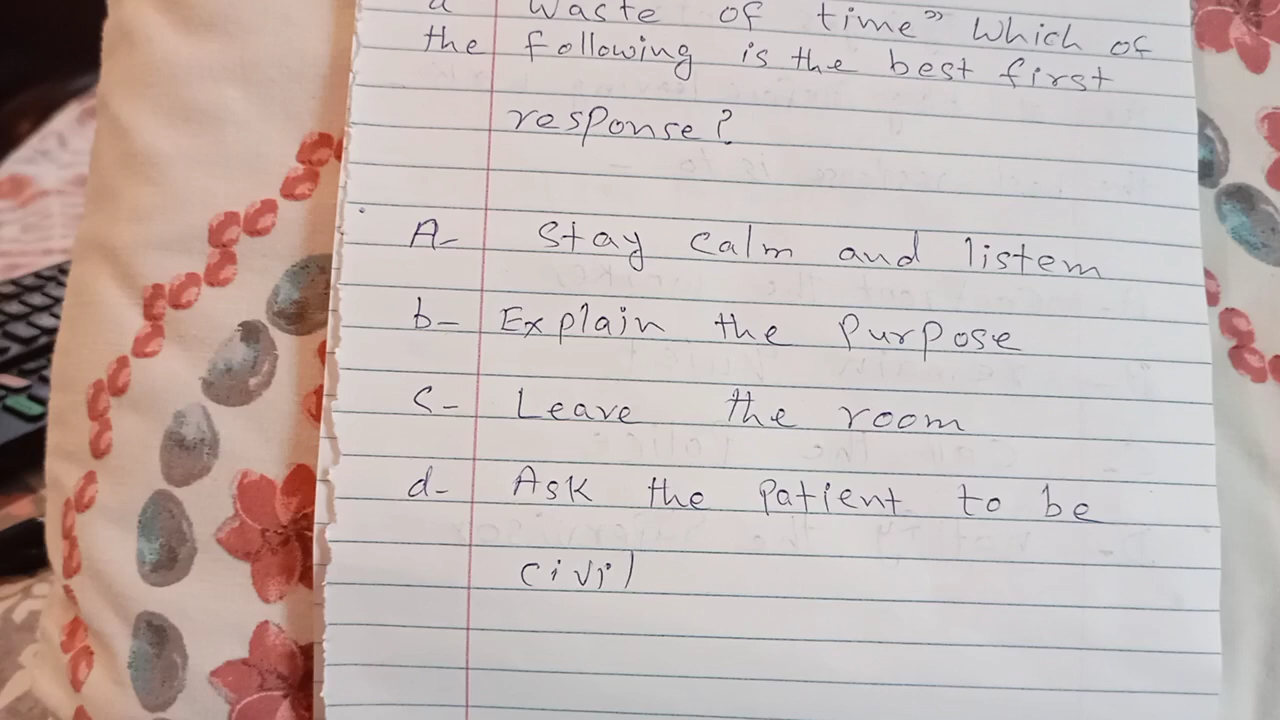 a waste of time" Which of
the following is the best first
response?
A- Stay calm and listem
b- Explain the purpose
c- Leave the room
d- Ask the patient to be
civil